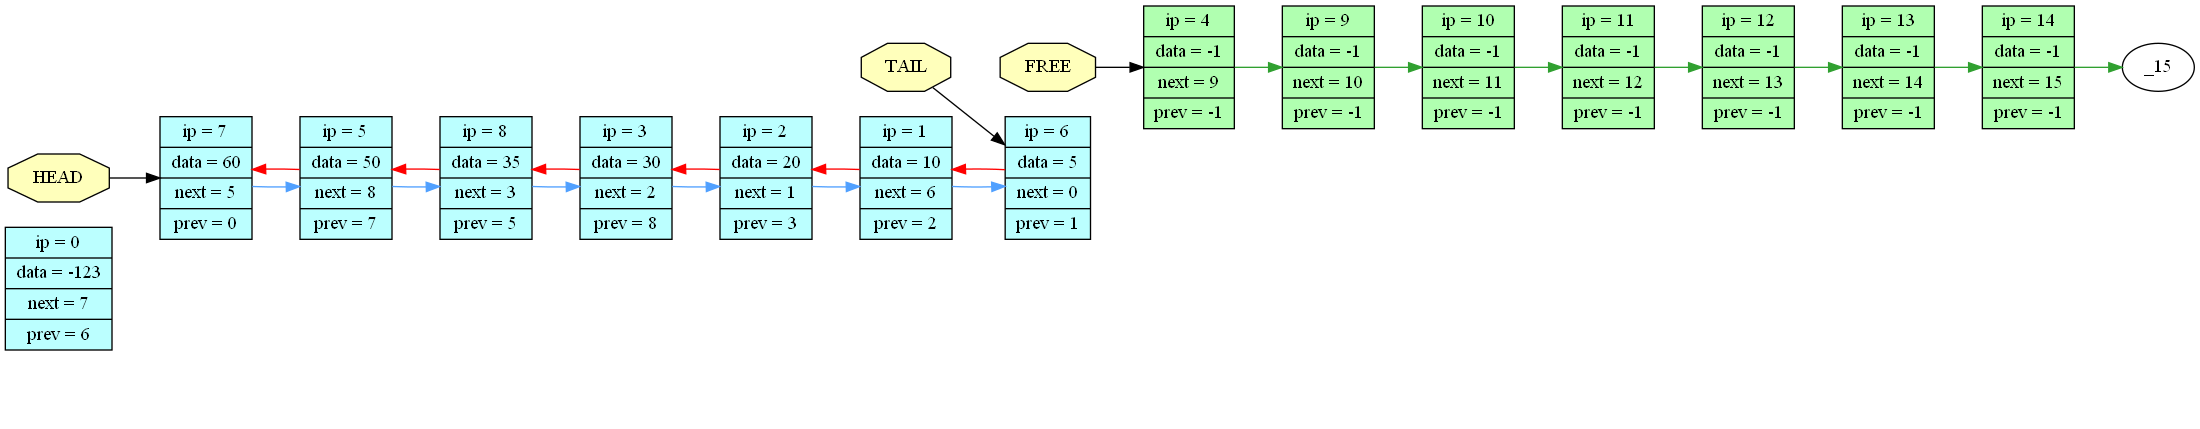 HEAD
ip = 7
data = 60
next = 5
prev = 0
ip = 5
data = 50
next = 8
prev = 7
ip = 8
data = 35
next = 3
prev = 5
ip = 3
data = 30
next = 2
prev = 8
ip = 2
data = 20
next = 1
prev = 3
ip = 1
data = 10
next = 6
prev = 2
TAIL
ip = 6
data = 5
next = 0
prev = 1
FREE
ip = 4
data = -1
next = 9
prev = -1
ip = 9
data = -1
next = 10
prev = -1
ip = 10
data = -1
next = 11
prev = -1
ip = 11
data = -1
next = 12
prev = -1
ip = 12
data = -1
next = 13
prev = -1
ip = 13
data = -1
next = 14
prev = -1
ip = 14
data = -1
next = 15
prev = -1
_15
ip = 0
data = -123
next = 7
prev = 6